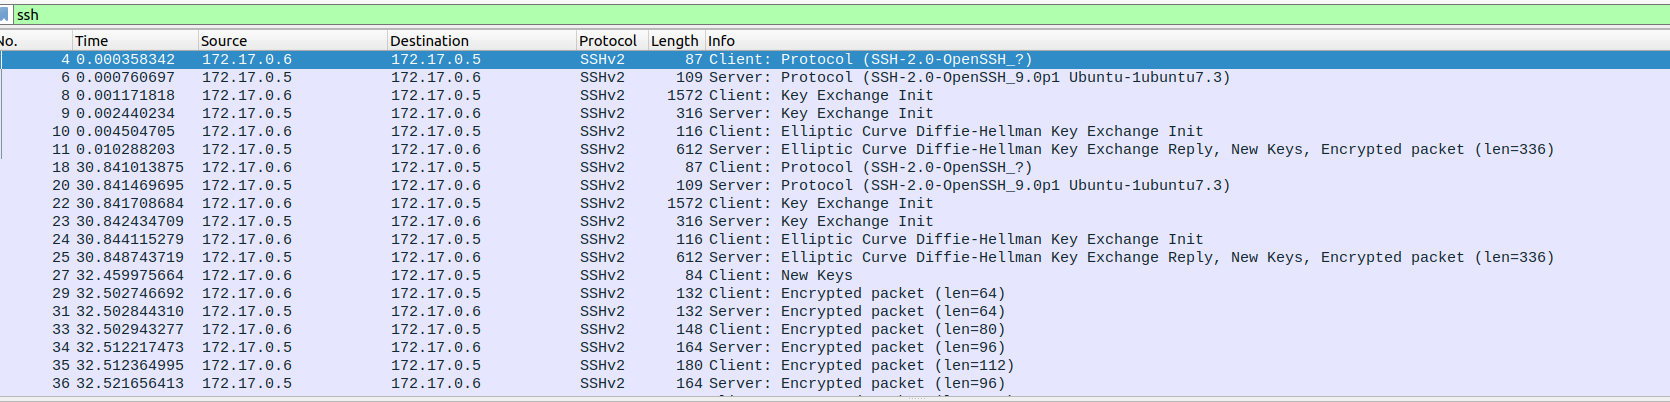 ssh
No. Time Source Destination Protocol Length Info
4 0.000358342 172.17.0.6 172.17.0.5 SSHv2 87 Client: Protocol (SSH-2.0-OpenSSH_?)
6 0.000760697 172.17.0.5 172.17.0.6 SSHv2 109 Server: Protocol (SSH-2.0-OpenSSH_9.0p1 Ubuntu-1ubuntu7.3)
8 0.001171818 172.17.0.6 172.17.0.5 SSHv2 1572 Client: Key Exchange Init
9 0.002440234 172.17.0.5 172.17.0.6 SSHv2 316 Server: Key Exchange Init
10 0.004504705 172.17.0.6 172.17.0.5 SSHv2 116 Client: Elliptic Curve Diffie-Hellman Key Exchange Init
11 0.010288203 172.17.0.5 172.17.0.6 SSHv2 612 Server: Elliptic Curve Diffie-Hellman Key Exchange Reply, New Keys, Encrypted packet (len=336)
18 30.841013875 172.17.0.6 172.17.0.5 SSHv2 87 Client: Protocol (SSH-2.0-OpenSSH_?)
20 30.841469695 172.17.0.5 172.17.0.6 SSHv2 109 Server: Protocol (SSH-2.0-OpenSSH_9.0p1 Ubuntu-1ubuntu7.3)
22 30.841708684 172.17.0.6 172.17.0.5 SSHv2 1572 Client: Key Exchange Init
23 30.842434709 172.17.0.5 172.17.0.6 SSHv2 316 Server: Key Exchange Init
24 30.844115279 172.17.0.6 172.17.0.5 SSHv2 116 Client: Elliptic Curve Diffie-Hellman Key Exchange Init
25 30.848743719 172.17.0.5 172.17.0.6 SSHv2 612 Server: Elliptic Curve Diffie-Hellman Key Exchange Reply, New Keys, Encrypted packet (len=336)
27 32.459975664 172.17.0.6 172.17.0.5 SSHv2 84 Client: New Keys
29 32.502746692 172.17.0.6 172.17.0.5 SSHv2 132 Client: Encrypted packet (len=64)
31 32.502844310 172.17.0.5 172.17.0.6 SSHv2 132 Server: Encrypted packet (len=64)
33 32.502943277 172.17.0.6 172.17.0.5 SSHv2 148 Client: Encrypted packet (len=80)
34 32.512217473 172.17.0.5 172.17.0.6 SSHv2 164 Server: Encrypted packet (len=96)
35 32.512364995 172.17.0.6 172.17.0.5 SSHv2 180 Client: Encrypted packet (len=112)
36 32.521656413 172.17.0.5 172.17.0.6 SSHv2 164 Server: Encrypted packet (len=96)